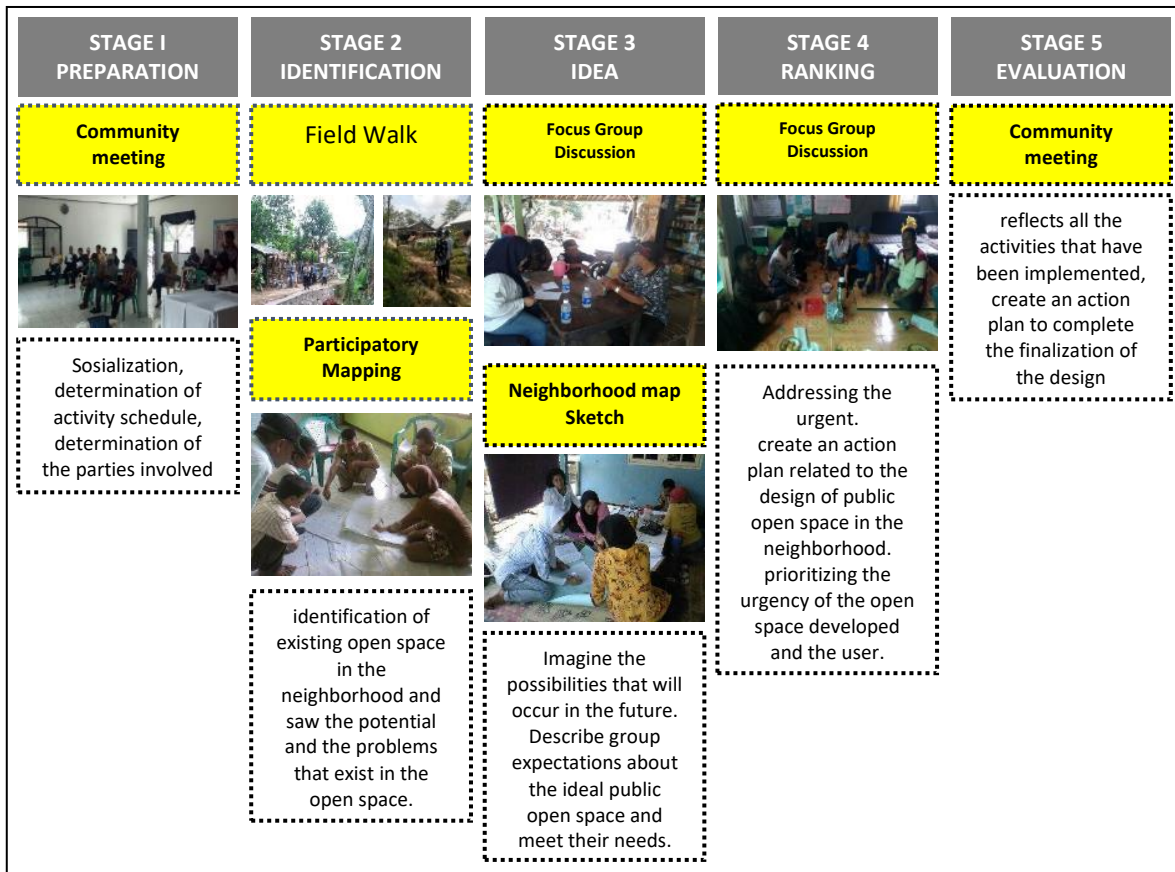 STAGE I
PREPARATION
Community
meeting
Sosialization,
determination of
activity schedule,
determination of
the parties involved
STAGE 2
IDENTIFICATION
Field Walk
Participatory
Mapping
identification of
existing open space
in the
neighborhood and
saw the potential
and the problems
that exist in the
open space.
STAGE 3
IDEA
Focus Group
Discussion
Neighborhood map
Sketch
Imagine the
possibilities that will
occur in the future.
Describe group
expectations about
the ideal public
open space and
meet their needs.
STAGE 4
RANKING
Focus Group
Discussion
Addressing the
urgent.
create an action
plan related to the
design of public
open space in the
neighborhood.
prioritizing the
urgency of the open
space developed
and the user.
STAGE 5
EVALUATION
Community
meeting
reflects all the
activities that have
been implemented,
create an action
plan to complete
the finalization of
the design